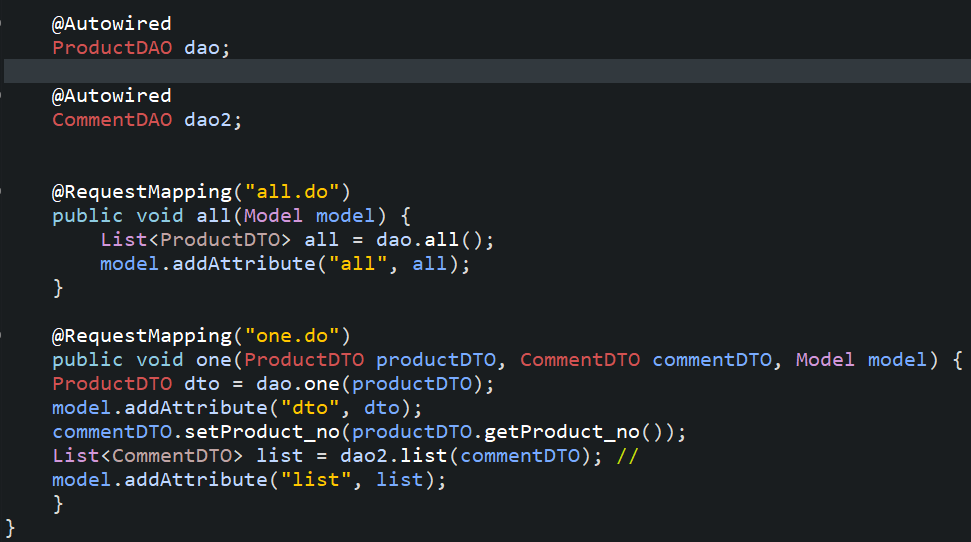 @Autowired
ProductDAO dao;
@Autowired
CommentDAO dao2;
@RequestMapping("all.do")
public void all(Model model) {
List<ProductDTO> all = dao.all();
model.addAttribute("all", all);
}
@RequestMapping("one.do")
public void one(ProductDTO productDTO, CommentDTO commentDTO, Model model) {
ProductDTO dto = dao.one(productDTO);
model.addAttribute("dto", dto);
commentDTO.setProduct_no(productDTO.getProduct_no());
List<CommentDTO> list = dao2.list(commentDTO); //
model.addAttribute("list", list);
}
}